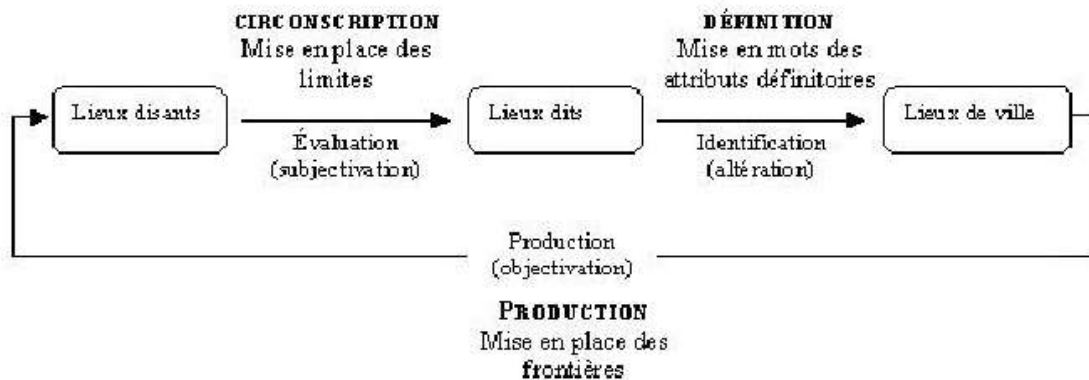 CIRCONSCRIPTION
Mise en place des
limites
DÉFINITION
Mise en mots des
attributs définitoires
Lieux disants
Lieux dits
Lieux de ville
Évaluation
(subjectivation)
Identification
(altération)
Production
(objectivation)
PRODUCTION
Mise en place des
frontières